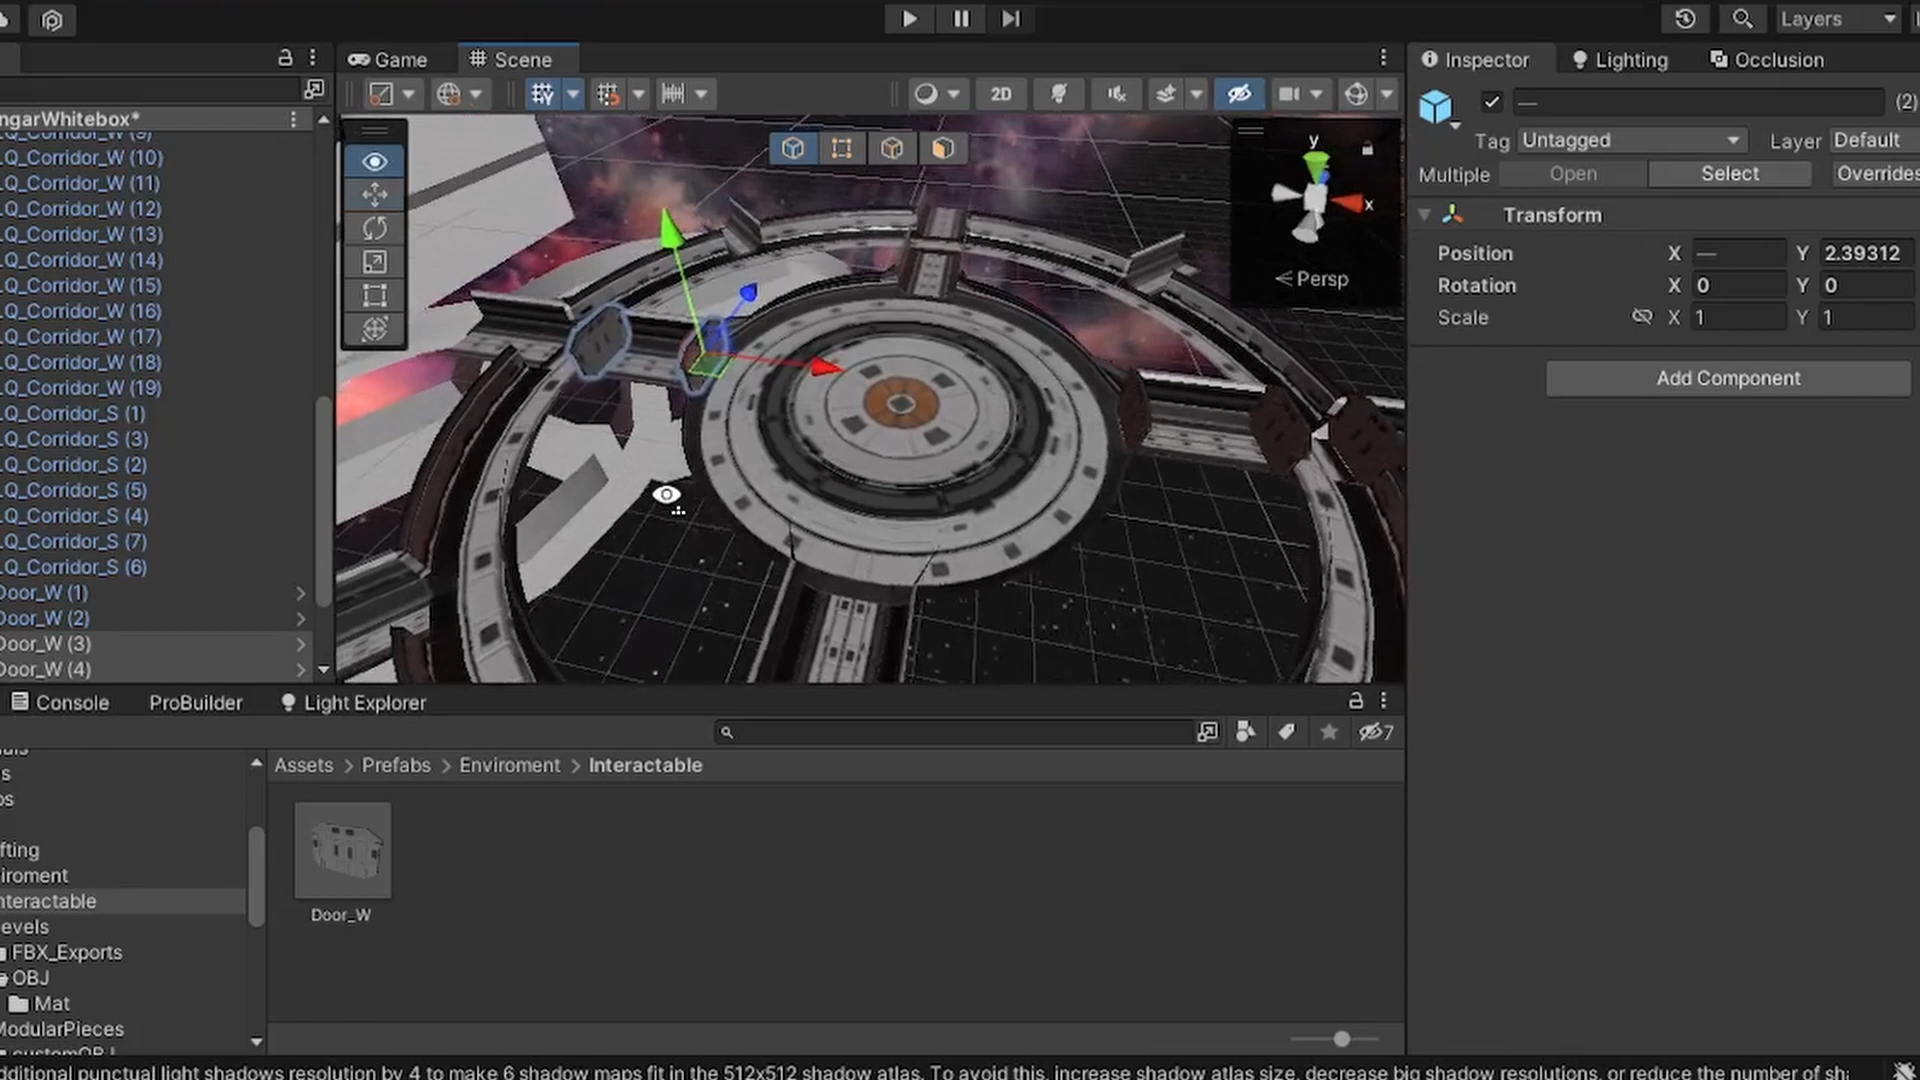 Layers
Game
Scene
Inspector
Lighting
Occlusion
2D
ngarWhitebox*
.Q_Corridor_W (9)
.Q_Corridor_W (10)
.Q_Corridor_W (11)
.Q_Corridor_W (12)
.Q_Corridor_W (13)
.Q_Corridor_W (14)
.Q_Corridor_W (15)
.Q_Corridor_W (16)
.Q_Corridor_W (17)
.Q_Corridor_W (18)
.Q_Corridor_W (19)
.Q_Corridor_S (1)
.Q_Corridor_S (3)
.Q_Corridor_S (2)
.Q_Corridor_S (5)
.Q_Corridor_S (4)
.Q_Corridor_S (7)
.Q_Corridor_S (6)
Door_W (1)
Door_W (2)
Door_W (3)
Door_W (4)
y
x
< Persp
— (2)
Tag Untagged Layer Default
Multiple Open Select Overrides
Transform
Position X — Y 2.39312
Rotation X 0 Y 0
Scale X 1 Y 1
Add Component
Console
ProBuilder
Light Explorer
7
Assets > Prefabs > Enviroment > Interactable
Door_W
s
os
fting
iroment
nteractable
evels
FBX_Exports
OBJ
Mat
ModularPieces
customOBJ
dditional punctual light shadows resolution by 4 to make 6 shadow maps fit in the 512x512 shadow atlas. To avoid this, increase shadow atlas size, decrease big shadow resolutions, or reduce the number of sha